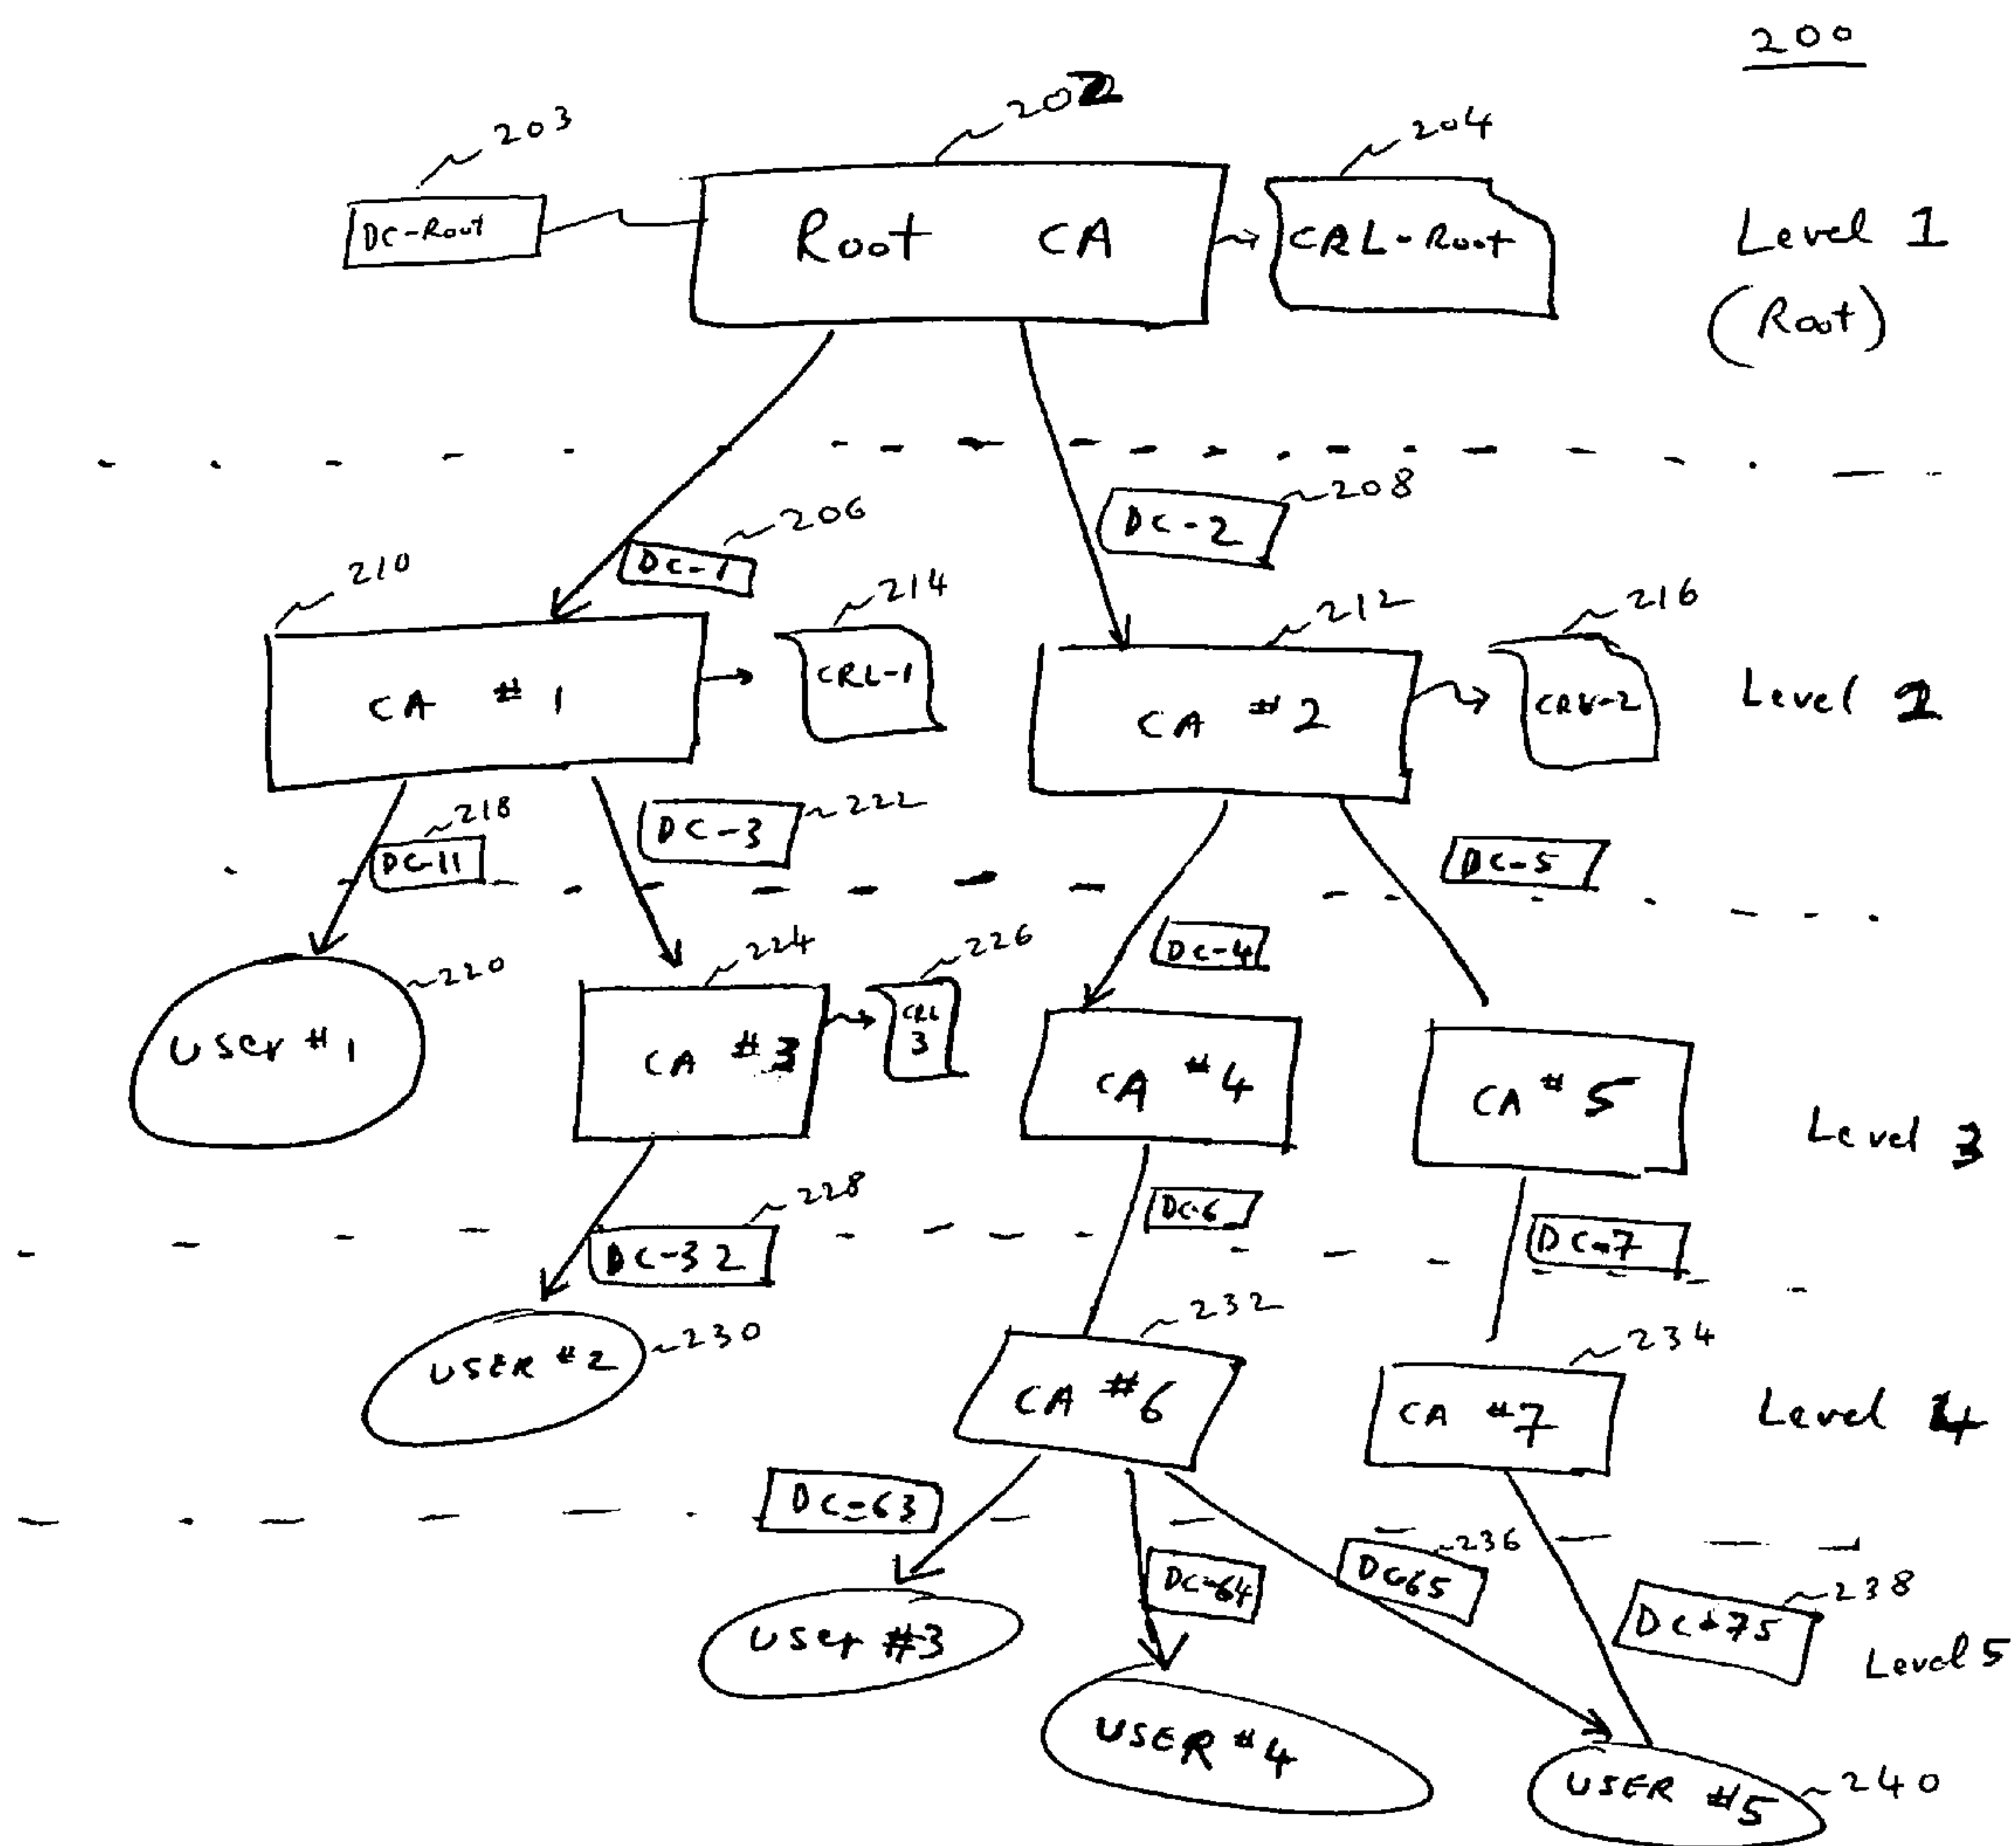 200
203
202
204
DC-Root
Root CA
CRL-Root
Level 1
(Root)
206
208
DC-1
DC-2
210
214
212
216
CA #1
CRL-1
CA #2
CRL-2
Level 2
218
222
DC-11
DC-3
DC-5
DC-4
220
224
226
User #1
CA #3
CRL
3
CA #4
CA #5
Level 3
228
DC-32
DC-6
DC-7
230
232
234
USER #2
CA #6
CA #7
Level 4
DC-63
DC-64
236
DC65
238
DC-75
User #3
Level 5
USER #4
USER #5
240